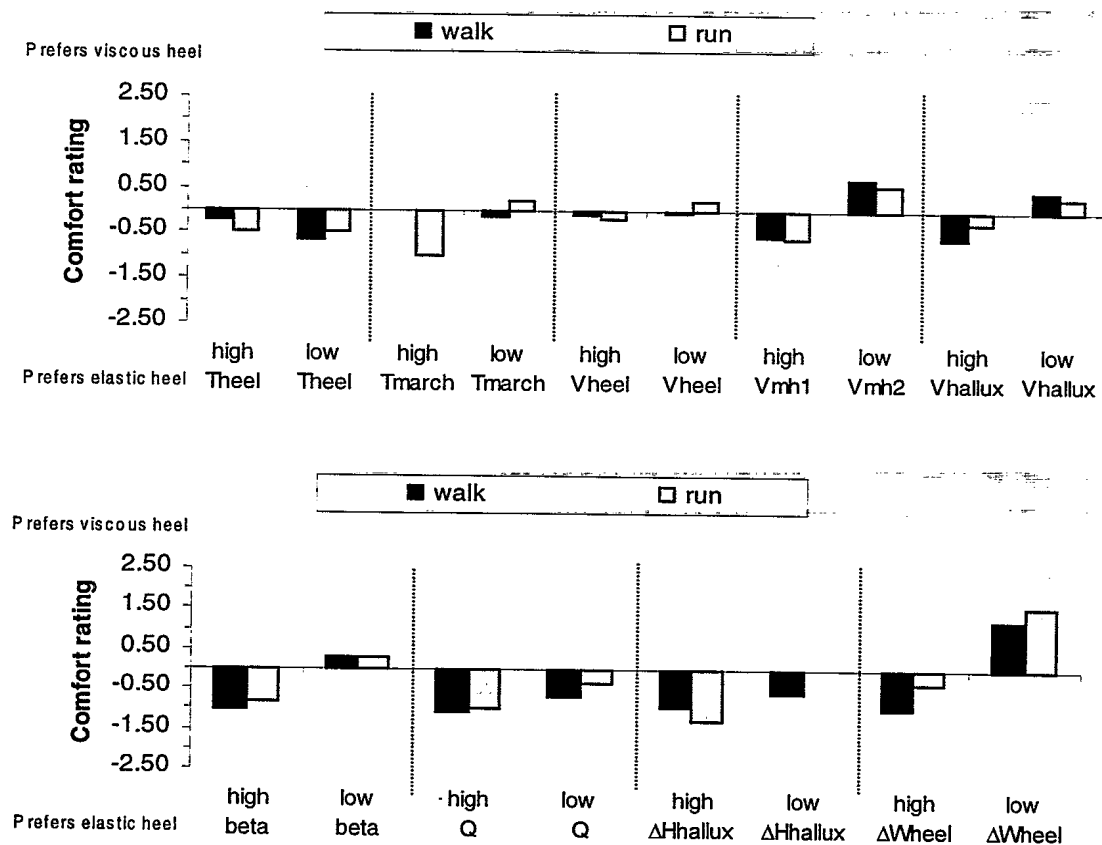 walk run
Prefers viscous heel
2.50
1.50
0.50
-0.50
-1.50
-2.50
Comfort rating
high low high low high low high low high low
Prefers elastic heel Theel Theel Tmarch Tmarch Vheel Vheel Vmh1 Vmh2 Vhallux Vhallux
walk run
Prefers viscous heel
2.50
1.50
0.50
-0.50
-1.50
-2.50
Comfort rating
high low high low high low high low
Prefers elastic heel beta beta Q Q ΔHhallux ΔHhallux ΔWheel ΔWheel